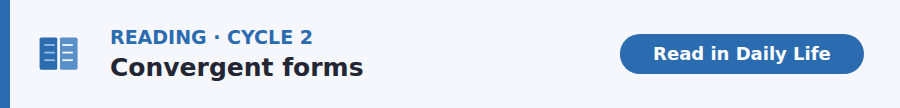 READING · CYCLE 2
Convergent forms
Read in Daily Life